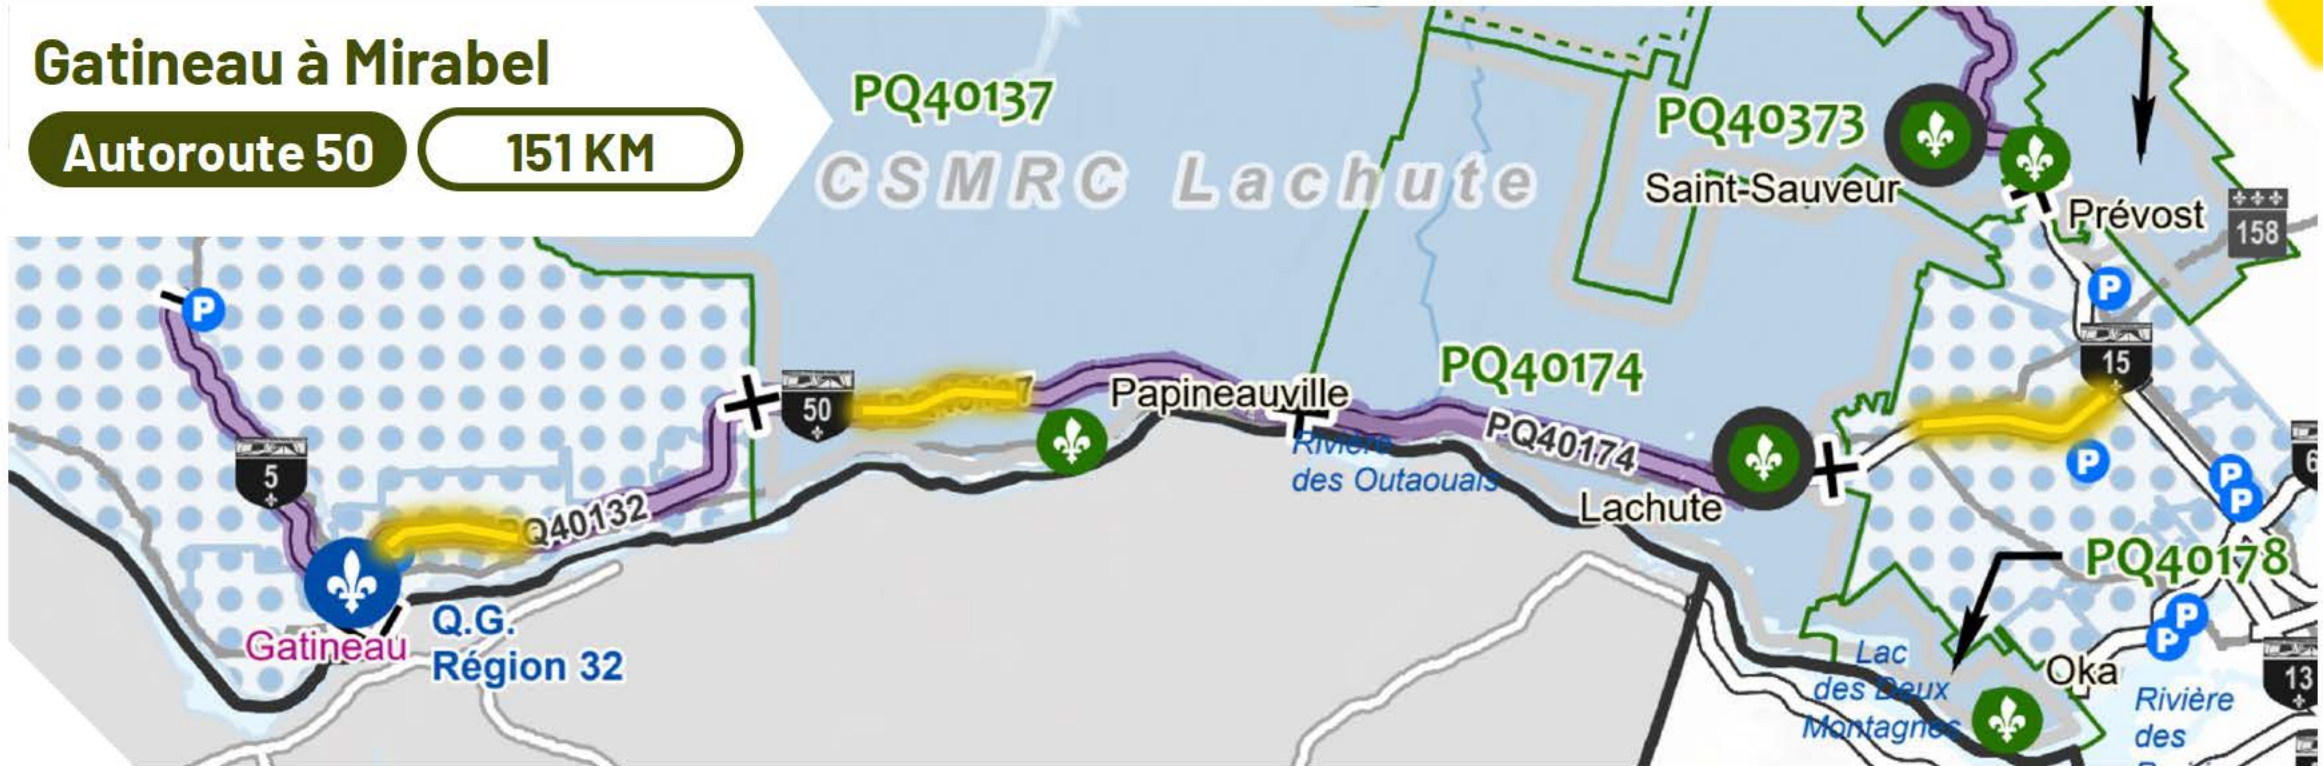 Gatineau à Mirabel
Autoroute 50
151 KM
PQ40137
CSMRC Lachute
PQ40373
Saint-Sauveur
Prévost
158
P
P
15
50
Papineauville
PQ40174
PQ40174
5
Q40132
Rivière
des Outaouais
Lachute
P
P
P
6
Gatineau
Q.G.
Région 32
PQ40178
P
P
Oka
Lac
des Deux
Montagnes
13
Rivière
des